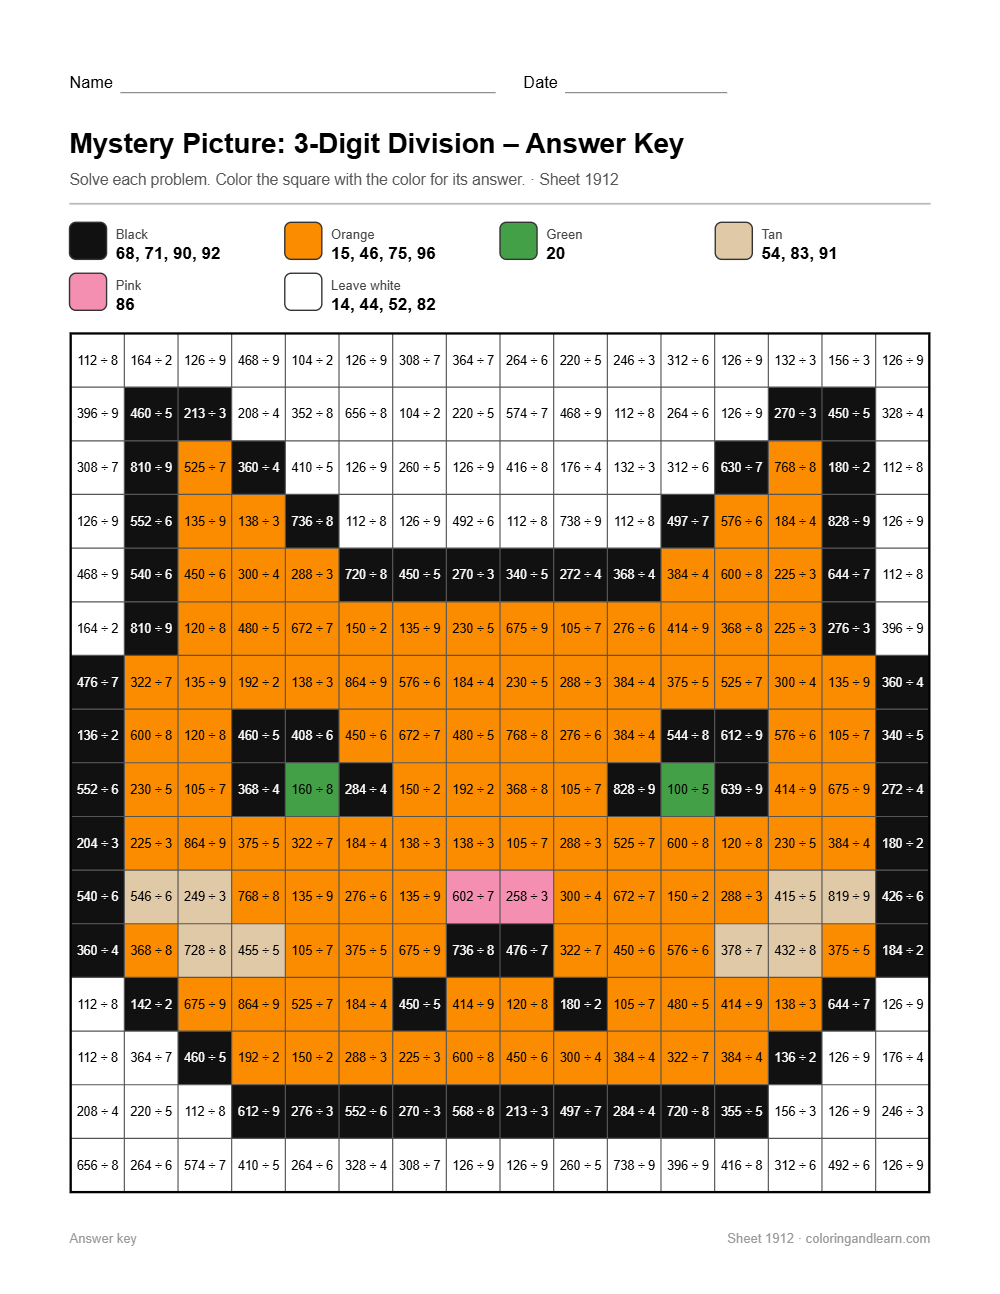 Name Date
Mystery Picture: 3-Digit Division – Answer Key
Solve each problem. Color the square with the color for its answer. · Sheet 1912
Black Orange Green Tan
68, 71, 90, 92 15, 46, 75, 96 20 54, 83, 91
Pink Leave white
86 14, 44, 52, 82
112 ÷ 8 164 ÷ 2 126 ÷ 9 468 ÷ 9 104 ÷ 2 126 ÷ 9 308 ÷ 7 364 ÷ 7 264 ÷ 6 220 ÷ 5 246 ÷ 3 312 ÷ 6 126 ÷ 9 132 ÷ 3 156 ÷ 3 126 ÷ 9
396 ÷ 9 460 ÷ 5 213 ÷ 3 208 ÷ 4 352 ÷ 8 656 ÷ 8 104 ÷ 2 220 ÷ 5 574 ÷ 7 468 ÷ 9 112 ÷ 8 264 ÷ 6 126 ÷ 9 270 ÷ 3 450 ÷ 5 328 ÷ 4
308 ÷ 7 810 ÷ 9 525 ÷ 7 360 ÷ 4 410 ÷ 5 126 ÷ 9 260 ÷ 5 126 ÷ 9 416 ÷ 8 176 ÷ 4 132 ÷ 3 312 ÷ 6 630 ÷ 7 768 ÷ 8 180 ÷ 2 112 ÷ 8
126 ÷ 9 552 ÷ 6 135 ÷ 9 138 ÷ 3 736 ÷ 8 112 ÷ 8 126 ÷ 9 492 ÷ 6 112 ÷ 8 738 ÷ 9 112 ÷ 8 497 ÷ 7 576 ÷ 6 184 ÷ 4 828 ÷ 9 126 ÷ 9
468 ÷ 9 540 ÷ 6 450 ÷ 6 300 ÷ 4 288 ÷ 3 720 ÷ 8 450 ÷ 5 270 ÷ 3 340 ÷ 5 272 ÷ 4 368 ÷ 4 384 ÷ 4 600 ÷ 8 225 ÷ 3 644 ÷ 7 112 ÷ 8
164 ÷ 2 810 ÷ 9 120 ÷ 8 480 ÷ 5 672 ÷ 7 150 ÷ 2 135 ÷ 9 230 ÷ 5 675 ÷ 9 105 ÷ 7 276 ÷ 6 414 ÷ 9 368 ÷ 8 225 ÷ 3 276 ÷ 3 396 ÷ 9
476 ÷ 7 322 ÷ 7 135 ÷ 9 192 ÷ 2 138 ÷ 3 864 ÷ 9 576 ÷ 6 184 ÷ 4 230 ÷ 5 288 ÷ 3 384 ÷ 4 375 ÷ 5 525 ÷ 7 300 ÷ 4 135 ÷ 9 360 ÷ 4
136 ÷ 2 600 ÷ 8 120 ÷ 8 460 ÷ 5 408 ÷ 6 450 ÷ 6 672 ÷ 7 480 ÷ 5 768 ÷ 8 276 ÷ 6 384 ÷ 4 544 ÷ 8 612 ÷ 9 576 ÷ 6 105 ÷ 7 340 ÷ 5
552 ÷ 6 230 ÷ 5 105 ÷ 7 368 ÷ 4 160 ÷ 8 284 ÷ 4 150 ÷ 2 192 ÷ 2 368 ÷ 8 105 ÷ 7 828 ÷ 9 100 ÷ 5 639 ÷ 9 414 ÷ 9 675 ÷ 9 272 ÷ 4
204 ÷ 3 225 ÷ 3 864 ÷ 9 375 ÷ 5 322 ÷ 7 184 ÷ 4 138 ÷ 3 138 ÷ 3 105 ÷ 7 288 ÷ 3 525 ÷ 7 600 ÷ 8 120 ÷ 8 230 ÷ 5 384 ÷ 4 180 ÷ 2
540 ÷ 6 546 ÷ 6 249 ÷ 3 768 ÷ 8 135 ÷ 9 276 ÷ 6 135 ÷ 9 602 ÷ 7 258 ÷ 3 300 ÷ 4 672 ÷ 7 150 ÷ 2 288 ÷ 3 415 ÷ 5 819 ÷ 9 426 ÷ 6
360 ÷ 4 368 ÷ 8 728 ÷ 8 455 ÷ 5 105 ÷ 7 375 ÷ 5 675 ÷ 9 736 ÷ 8 476 ÷ 7 322 ÷ 7 450 ÷ 6 576 ÷ 6 378 ÷ 7 432 ÷ 8 375 ÷ 5 184 ÷ 2
112 ÷ 8 142 ÷ 2 675 ÷ 9 864 ÷ 9 525 ÷ 7 184 ÷ 4 450 ÷ 5 414 ÷ 9 120 ÷ 8 180 ÷ 2 105 ÷ 7 480 ÷ 5 414 ÷ 9 138 ÷ 3 644 ÷ 7 126 ÷ 9
112 ÷ 8 364 ÷ 7 460 ÷ 5 192 ÷ 2 150 ÷ 2 288 ÷ 3 225 ÷ 3 600 ÷ 8 450 ÷ 6 300 ÷ 4 384 ÷ 4 322 ÷ 7 384 ÷ 4 136 ÷ 2 126 ÷ 9 176 ÷ 4
208 ÷ 4 220 ÷ 5 112 ÷ 8 612 ÷ 9 276 ÷ 3 552 ÷ 6 270 ÷ 3 568 ÷ 8 213 ÷ 3 497 ÷ 7 284 ÷ 4 720 ÷ 8 355 ÷ 5 156 ÷ 3 126 ÷ 9 246 ÷ 3
656 ÷ 8 264 ÷ 6 574 ÷ 7 410 ÷ 5 264 ÷ 6 328 ÷ 4 308 ÷ 7 126 ÷ 9 126 ÷ 9 260 ÷ 5 738 ÷ 9 396 ÷ 9 416 ÷ 8 312 ÷ 6 492 ÷ 6 126 ÷ 9
Answer key Sheet 1912 · coloringandlearn.com